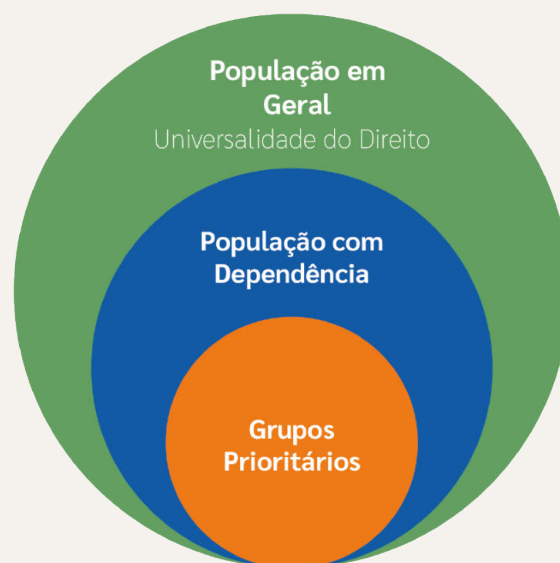 População em
Geral
Universalidade do Direito
População com
Dependência
Grupos
Prioritários